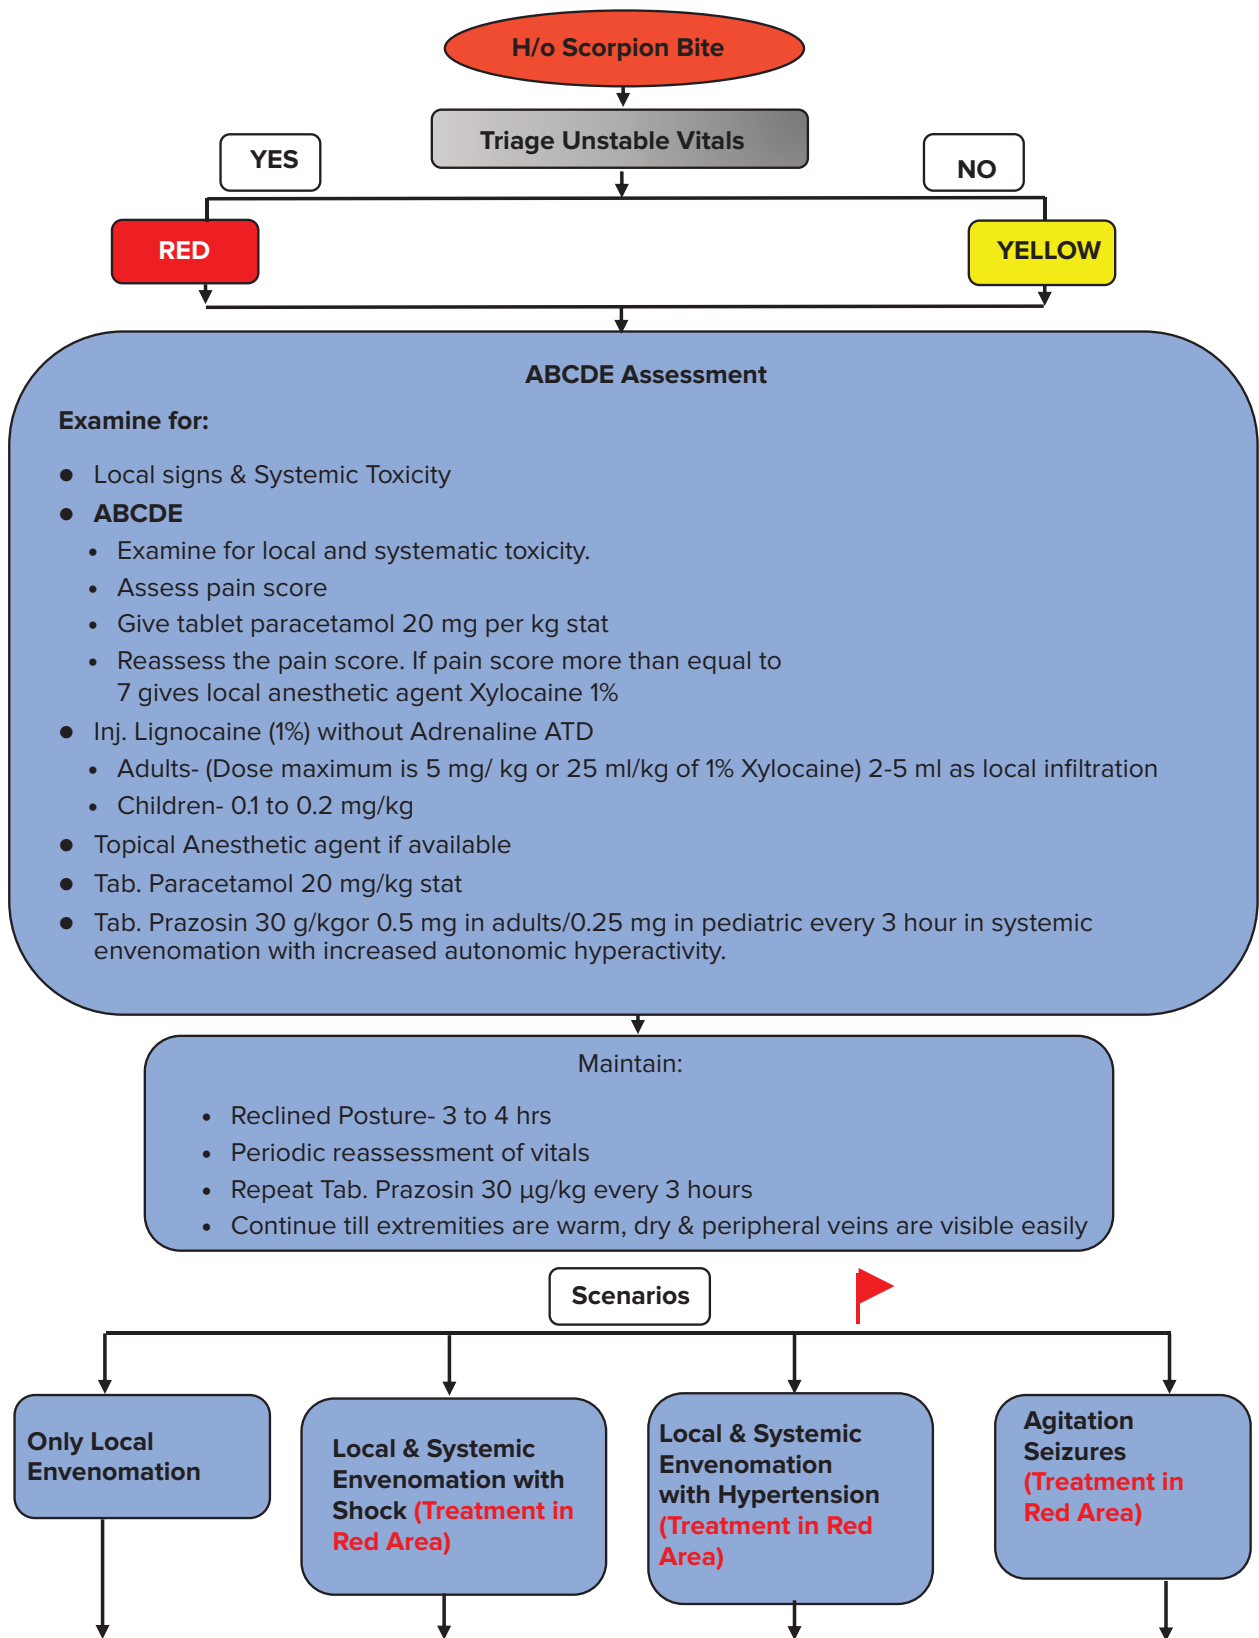 H/o Scorpion Bite
Triage Unstable Vitals
YES
NO
RED
YELLOW
ABCDE Assessment
Examine for:
● Local signs & Systemic Toxicity
● ABCDE
• Examine for local and systematic toxicity.
• Assess pain score
• Give tablet paracetamol 20 mg per kg stat
• Reassess the pain score. If pain score more than equal to
7 gives local anesthetic agent Xylocaine 1%
● Inj. Lignocaine (1%) without Adrenaline ATD
• Adults- (Dose maximum is 5 mg/ kg or 25 ml/kg of 1% Xylocaine) 2-5 ml as local infiltration
• Children- 0.1 to 0.2 mg/kg
● Topical Anesthetic agent if available
● Tab. Paracetamol 20 mg/kg stat
● Tab. Prazosin 30 g/kgor 0.5 mg in adults/0.25 mg in pediatric every 3 hour in systemic
envenomation with increased autonomic hyperactivity.
Maintain:
• Reclined Posture- 3 to 4 hrs
• Periodic reassessment of vitals
• Repeat Tab. Prazosin 30 µg/kg every 3 hours
• Continue till extremities are warm, dry & peripheral veins are visible easily
Scenarios
Only Local
Envenomation
Local & Systemic
Envenomation with
Shock (Treatment in
Red Area)
Local & Systemic
Envenomation
with Hypertension
(Treatment in Red
Area)
Agitation
Seizures
(Treatment in
Red Area)